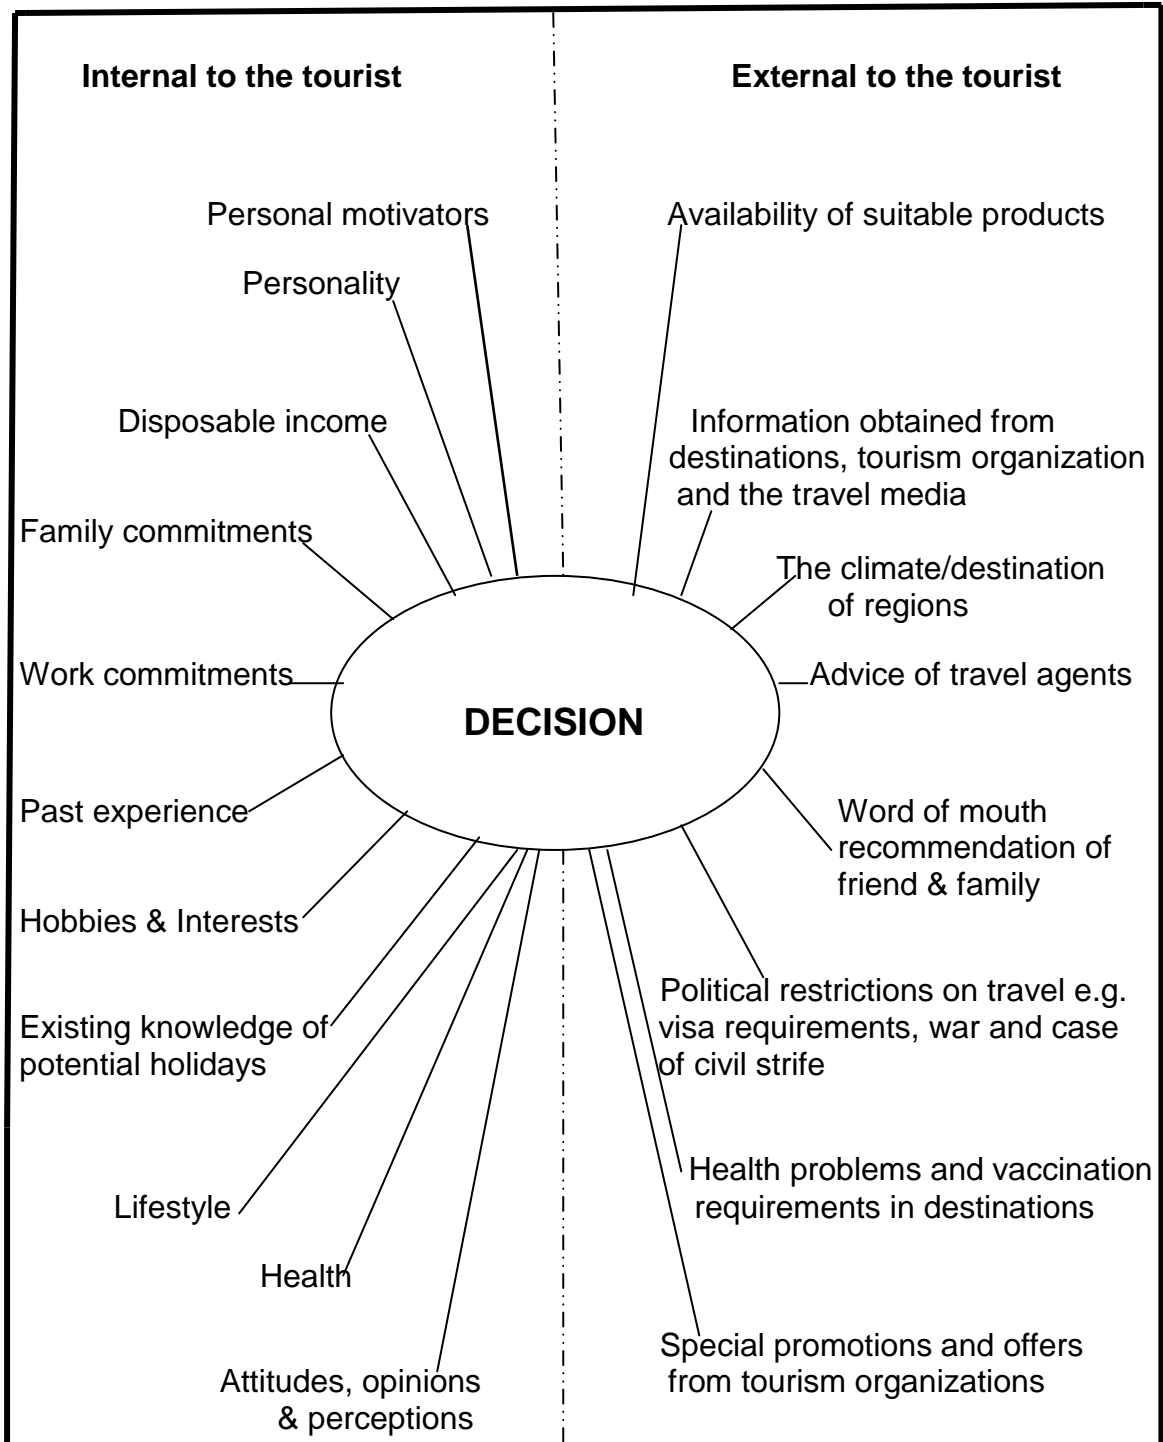 Internal to the tourist
External to the tourist
Personal motivators
Availability of suitable products
Personality
Disposable income
Information obtained from
destinations, tourism organization
and the travel media
Family commitments
The climate/destination
of regions
Work commitments
Advice of travel agents
DECISION
Past experience
Word of mouth
recommendation of
friend & family
Hobbies & Interests
Political restrictions on travel e.g.
visa requirements, war and case
of civil strife
Existing knowledge of
potential holidays
Health problems and vaccination
requirements in destinations
Lifestyle
Health
Special promotions and offers
from tourism organizations
Attitudes, opinions
& perceptions